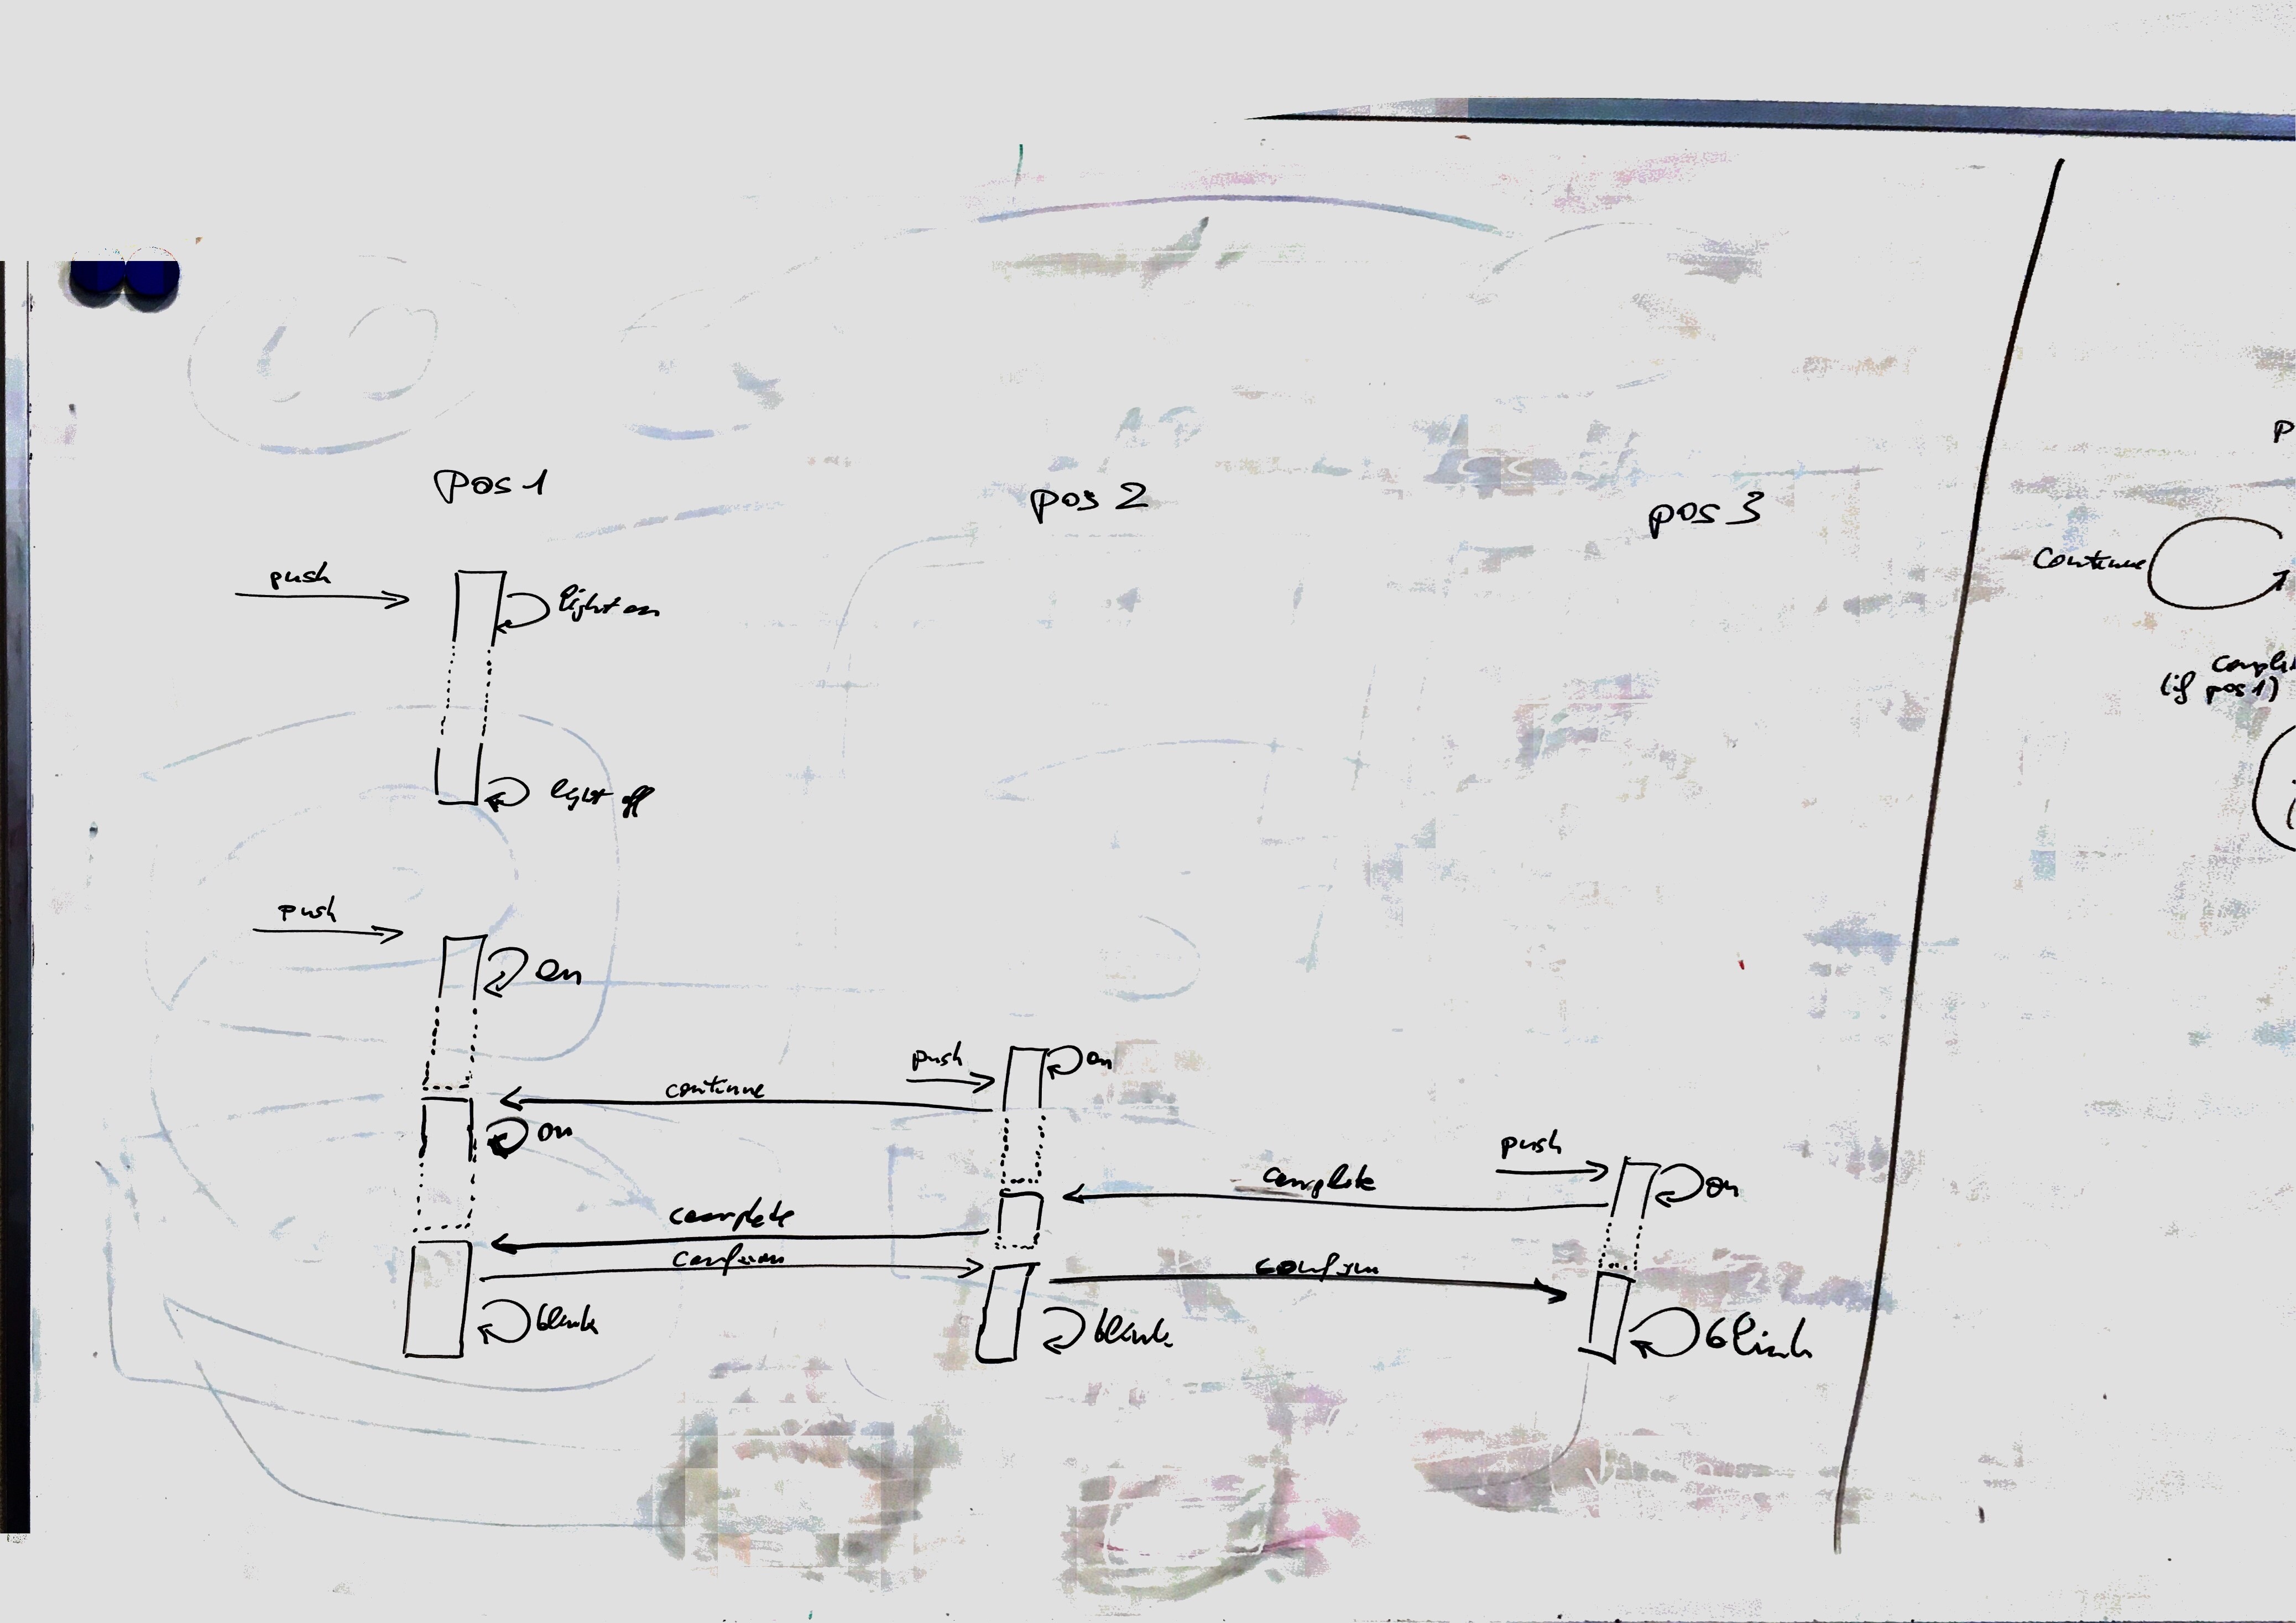 pos 1
pos 2
pos 3
push
light on
light off
push
on
push
on
continue
on
push
on
complete
complete
confirm
confirm
blink
blink
blink
continue
(if pos 1)